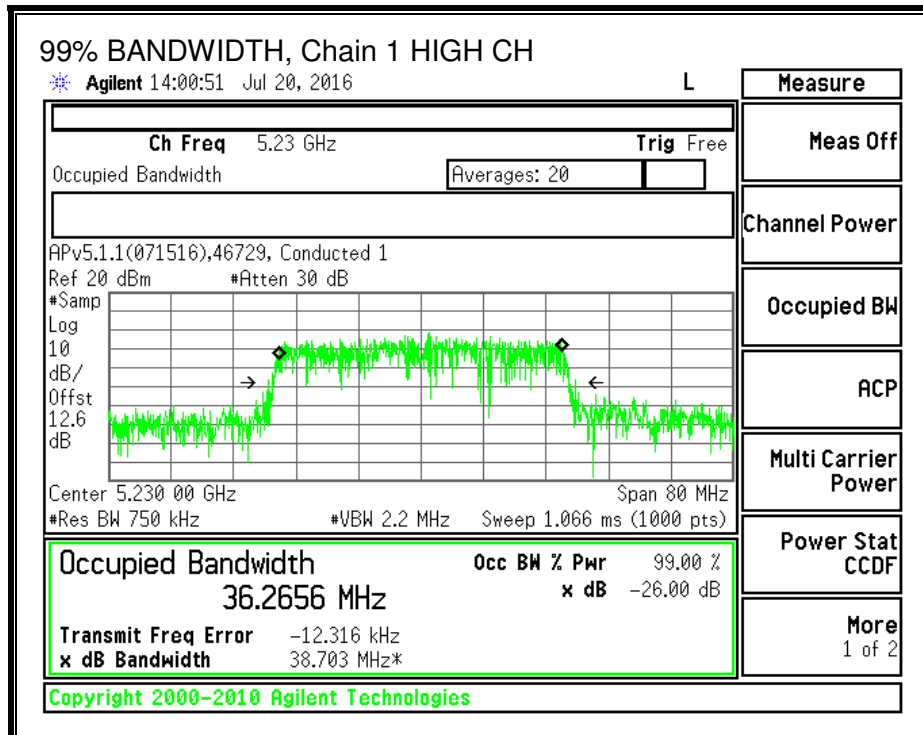 99% BANDWIDTH, Chain 1 HIGH CH
Agilent 14:00:51 Jul 20, 2016 L
Measure
Ch Freq 5.23 GHz Trig Free
Occupied Bandwidth Averages: 20
Meas Off
Channel Power
APv5.1.1(071516),46729, Conducted 1
Ref 20 dBm #Atten 30 dB
#Samp
Log
10
dB/
Offst
12.6
dB
Occupied BW
ACP
Center 5.230 00 GHz Span 80 MHz
#Res BW 750 kHz #VBW 2.2 MHz Sweep 1.066 ms (1000 pts)
Multi Carrier
Power
Occupied Bandwidth Occ BW % Pwr 99.00 %
36.2656 MHz x dB -26.00 dB
Transmit Freq Error -12.316 kHz
x dB Bandwidth 38.703 MHz*
Power Stat
CCDF
More
1 of 2
Copyright 2000-2010 Agilent Technologies